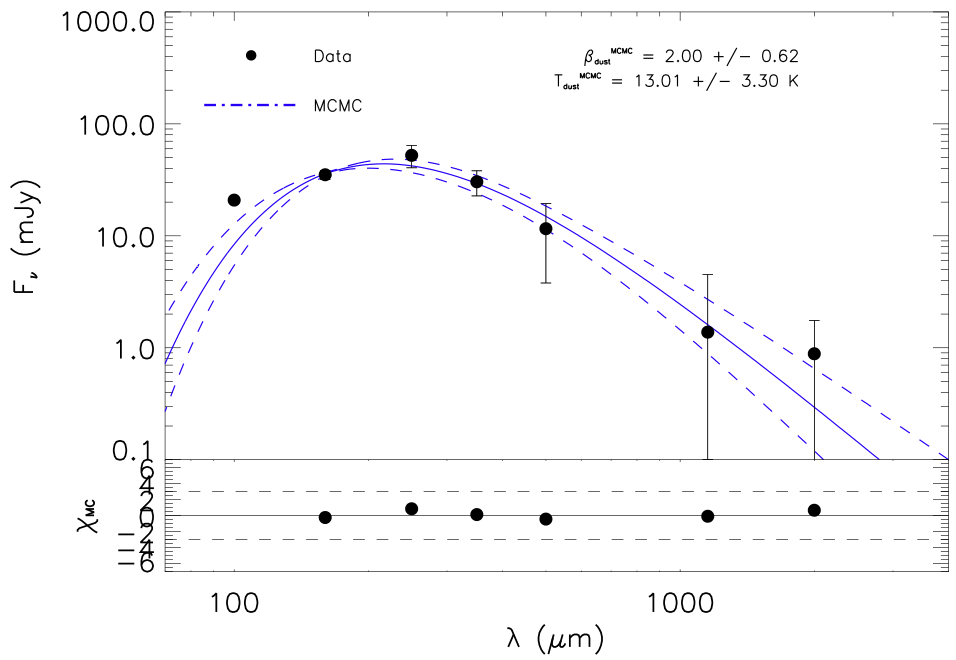 1000.0
100.0
10.0
1.0
0.1
F_ν (mJy)
Data
MCMC
β_dust^MCMC = 2.00 +/− 0.62
T_dust^MCMC = 13.01 +/− 3.30 K
6
4
2
0
−2
−4
−6
χ_MC
100
1000
λ (μm)